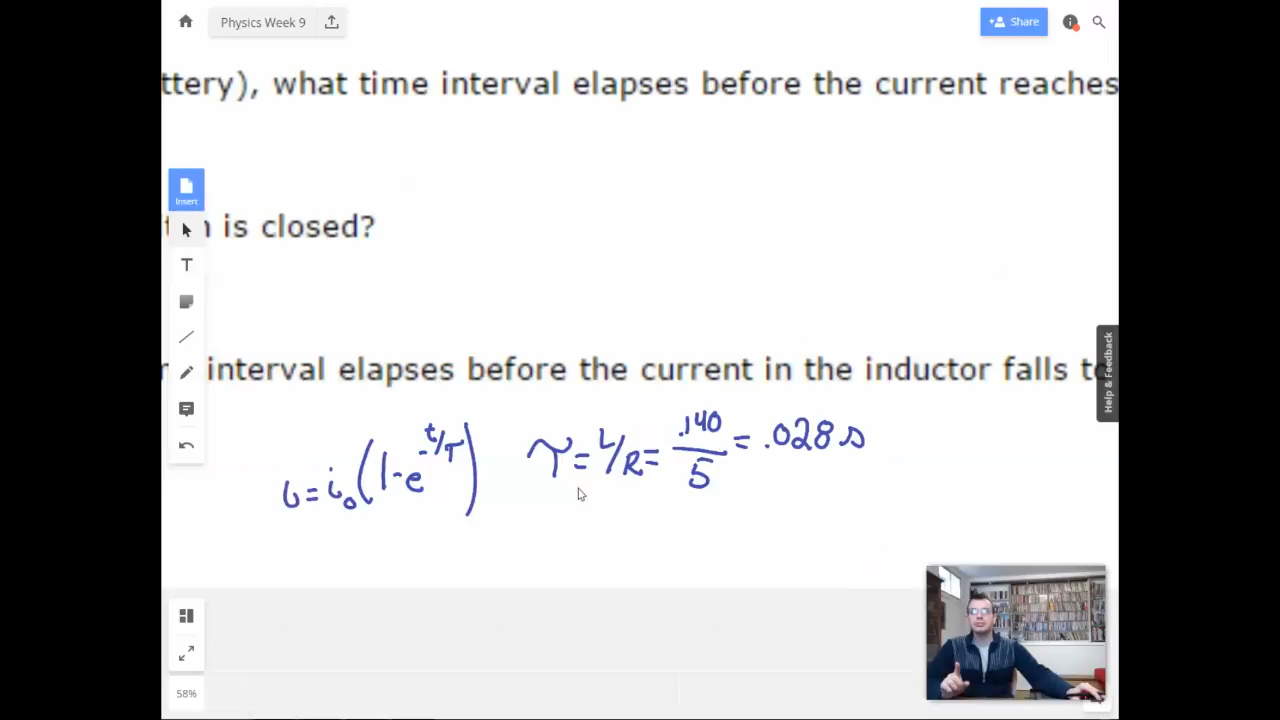 Physics Week 9
Share
ttery), what time interval elapses before the current reaches
Insert
n is closed?
T
interval elapses before the current in the inductor falls to
Help & Feedback
i = i₀(1-e^-t/τ) τ = L/R = .140/5 = .028 s
58%